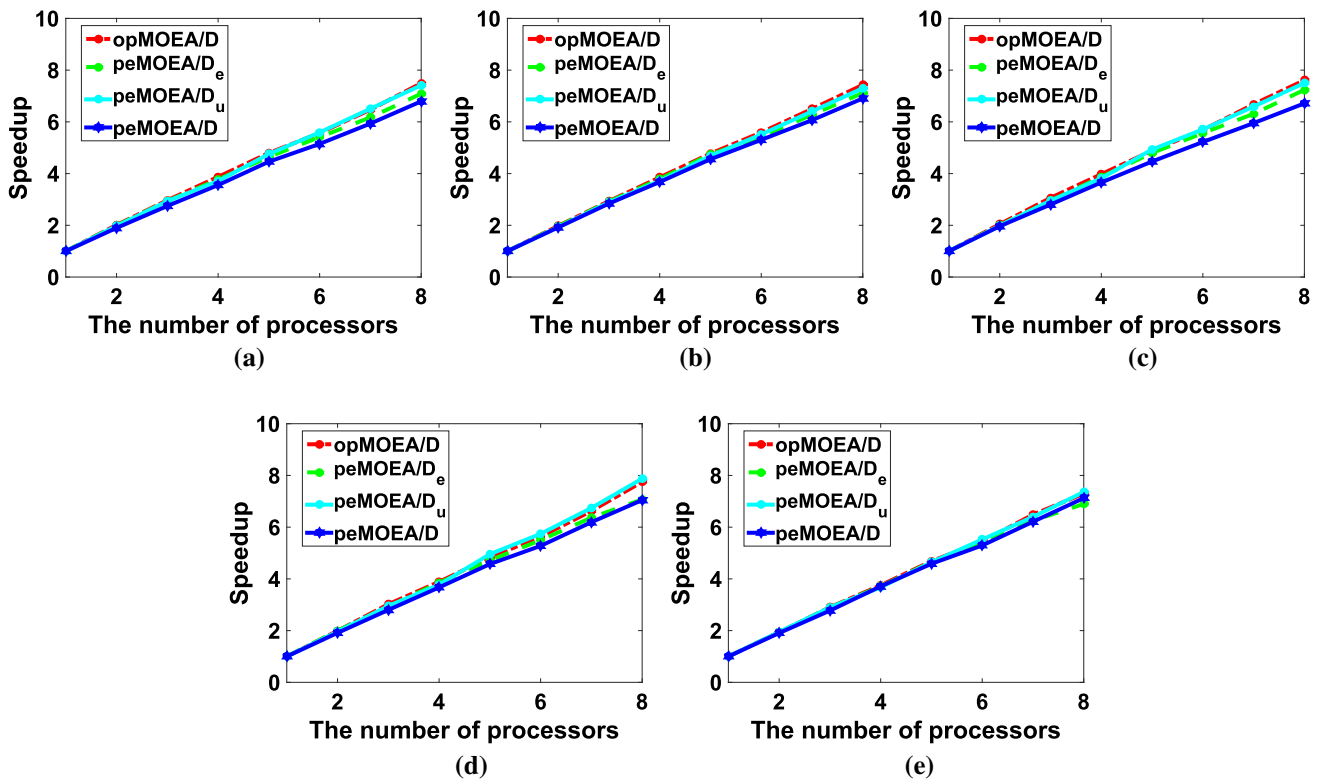 10
8
6
4
2
0
Speedup
opMOEA/D
peMOEA/De
peMOEA/Du
peMOEA/D
2 4 6 8
The number of processors
(a)
10
8
6
4
2
0
Speedup
opMOEA/D
peMOEA/De
peMOEA/Du
peMOEA/D
2 4 6 8
The number of processors
(b)
10
8
6
4
2
0
Speedup
opMOEA/D
peMOEA/De
peMOEA/Du
peMOEA/D
2 4 6 8
The number of processors
(c)
10
8
6
4
2
0
Speedup
opMOEA/D
peMOEA/De
peMOEA/Du
peMOEA/D
2 4 6 8
The number of processors
(d)
10
8
6
4
2
0
Speedup
opMOEA/D
peMOEA/De
peMOEA/Du
peMOEA/D
2 4 6 8
The number of processors
(e)